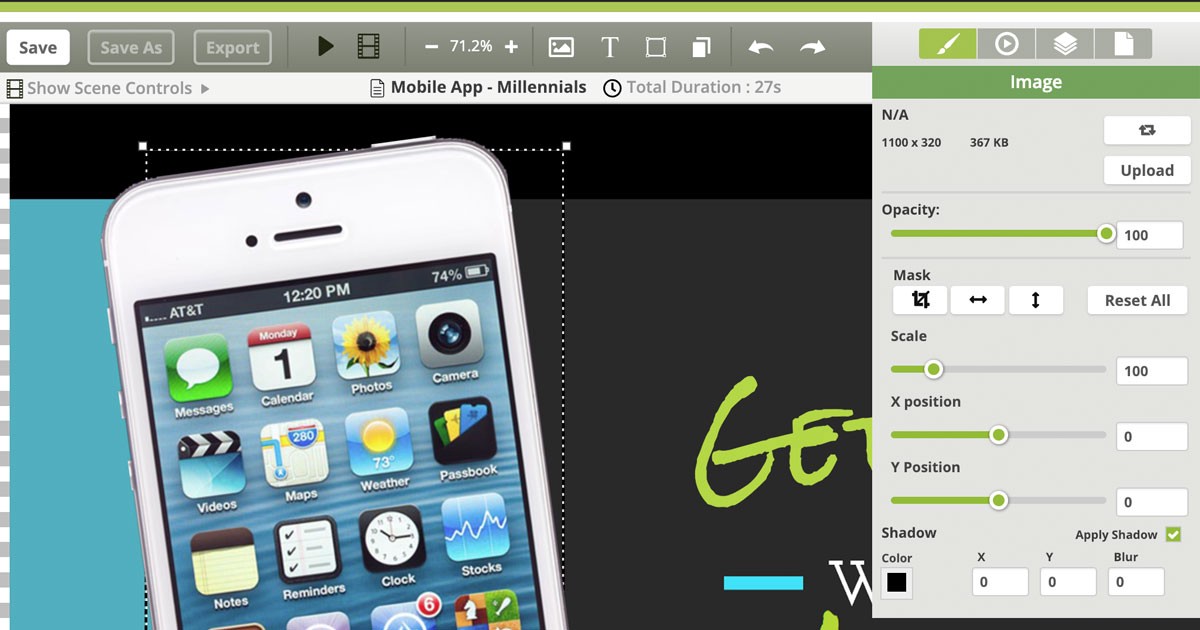 Save Save As Export 71.2% T
Show Scene Controls Mobile App - Millennials Total Duration : 27s
Image
N/A
1100 x 320 367 KB
Upload
Opacity:
100
Mask
Reset All
Scale
100
X position
0
Y Position
0
Shadow Apply Shadow
Color X Y Blur
0 0 0
AT&T 12:20 PM 74%
Monday
1
Messages Calendar Photos Camera
280
73°
Videos Maps Weather Passbook
Notes Reminders Clock Stocks
6
GET
W